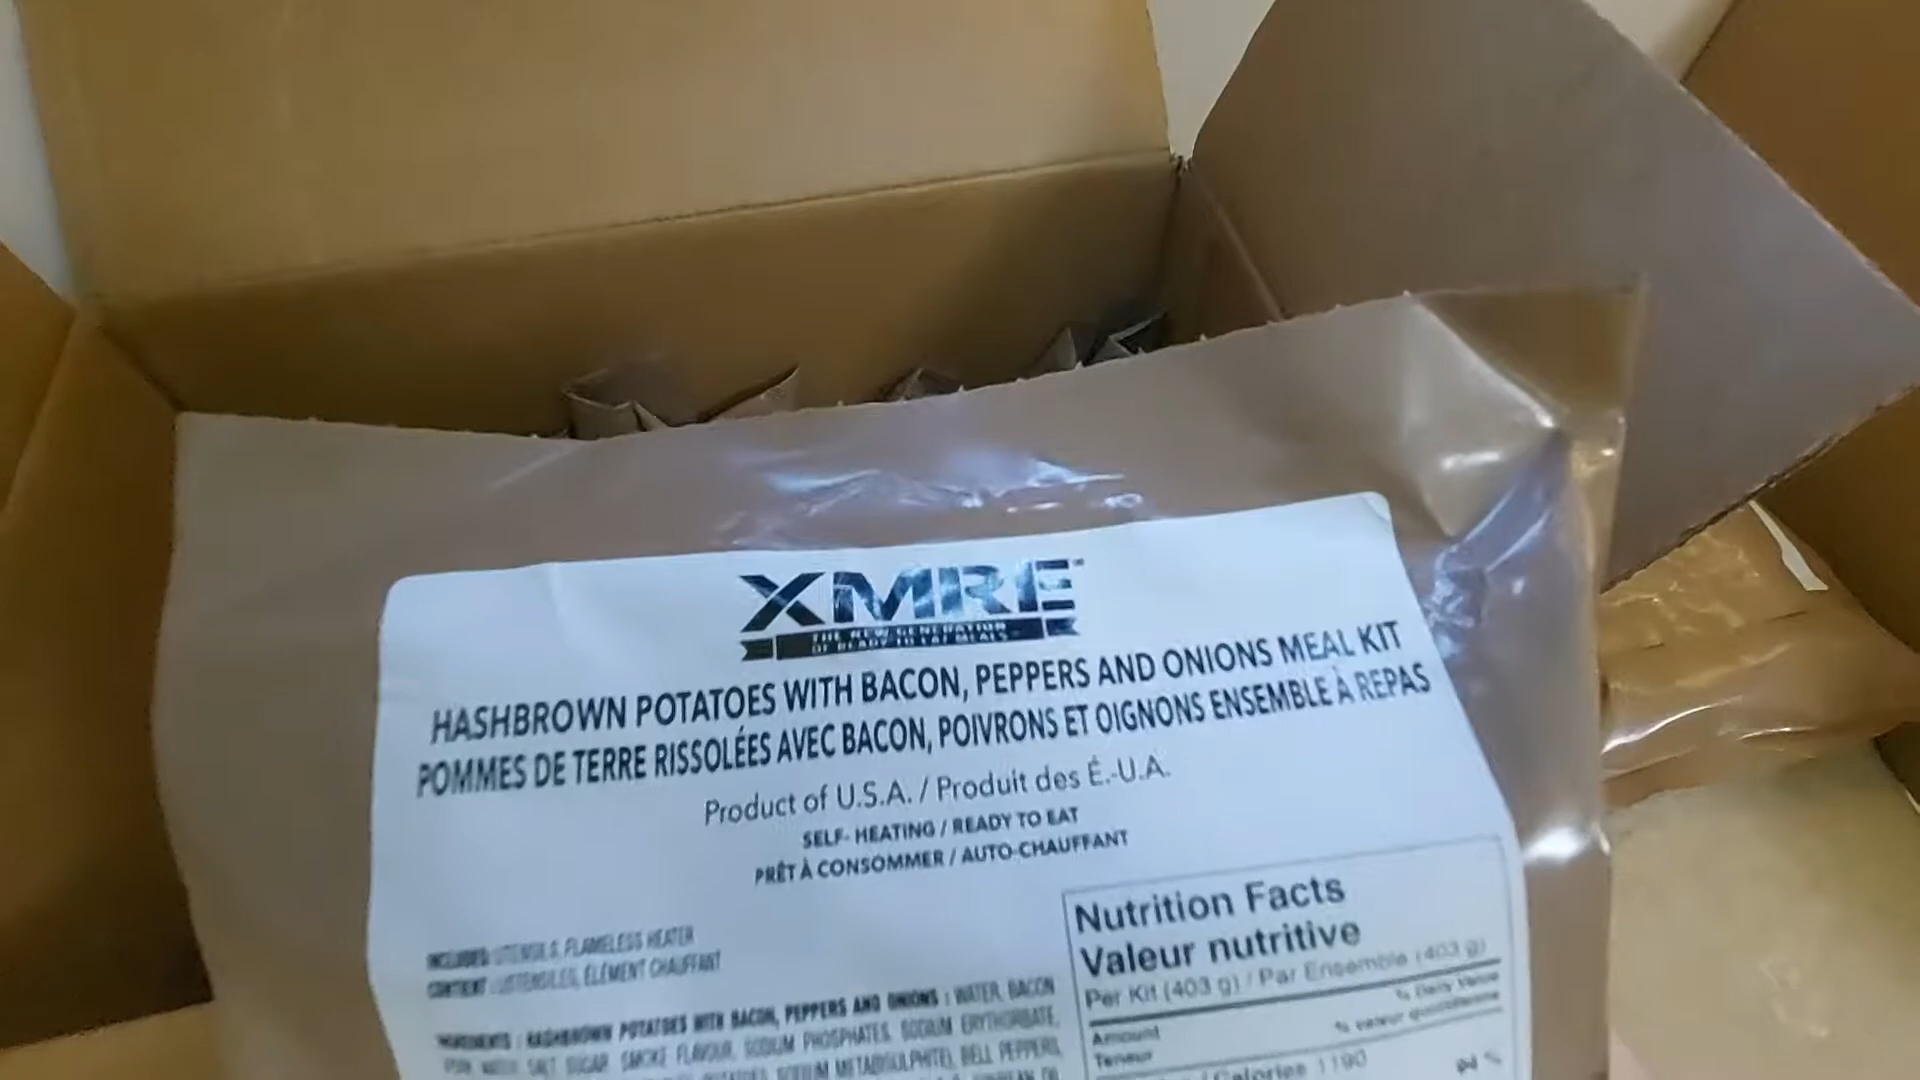 XMRE
THE NEW GENERATION
OF READY TO EAT MEALS
HASHBROWN POTATOES WITH BACON, PEPPERS AND ONIONS MEAL KIT
POMMES DE TERRE RISSOLÉES AVEC BACON, POIVRONS ET OIGNONS ENSEMBLE À REPAS
Product of U.S.A. / Produit des É.-U.A.
SELF- HEATING / READY TO EAT
PRÊT À CONSOMMER / AUTO-CHAUFFANT
INCLUDED: UTENSILS, FLAMELESS HEATER
CONTIENT : USTENSILES, ÉLÉMENT CHAUFFANT
INGREDIENTS : HASHBROWN POTATOES WITH BACON, PEPPERS AND ONIONS : WATER, BACON
SALT, SUGAR, SMOKE FLAVOUR, SODIUM PHOSPHATES, SODIUM ERYTHORBATE,
SODIUM METABISULPHITE), BELL PEPPERS,
Nutrition Facts
Valeur nutritive
Per Kit (403 g) / Par Ensemble (403 g)
% Daily Value
% valeur quotidienne
Amount
Teneur
Calories 1190